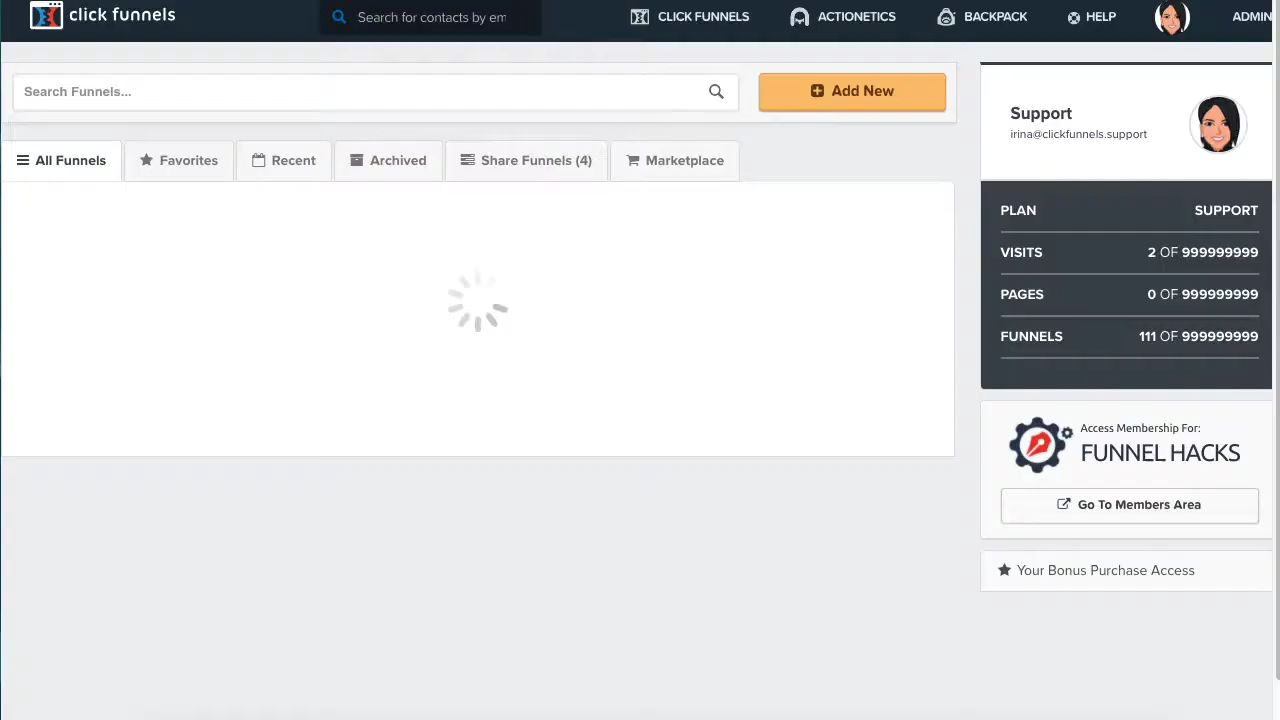 click funnels
Search for contacts by em
CLICK FUNNELS
ACTIONETICS
BACKPACK
HELP
ADMIN
Search Funnels...
Add New
All Funnels
Favorites
Recent
Archived
Share Funnels (4)
Marketplace
Support
irina@clickfunnels.support
PLAN SUPPORT
VISITS 2 OF 999999999
PAGES 0 OF 999999999
FUNNELS 111 OF 999999999
Access Membership For:
FUNNEL HACKS
Go To Members Area
Your Bonus Purchase Access